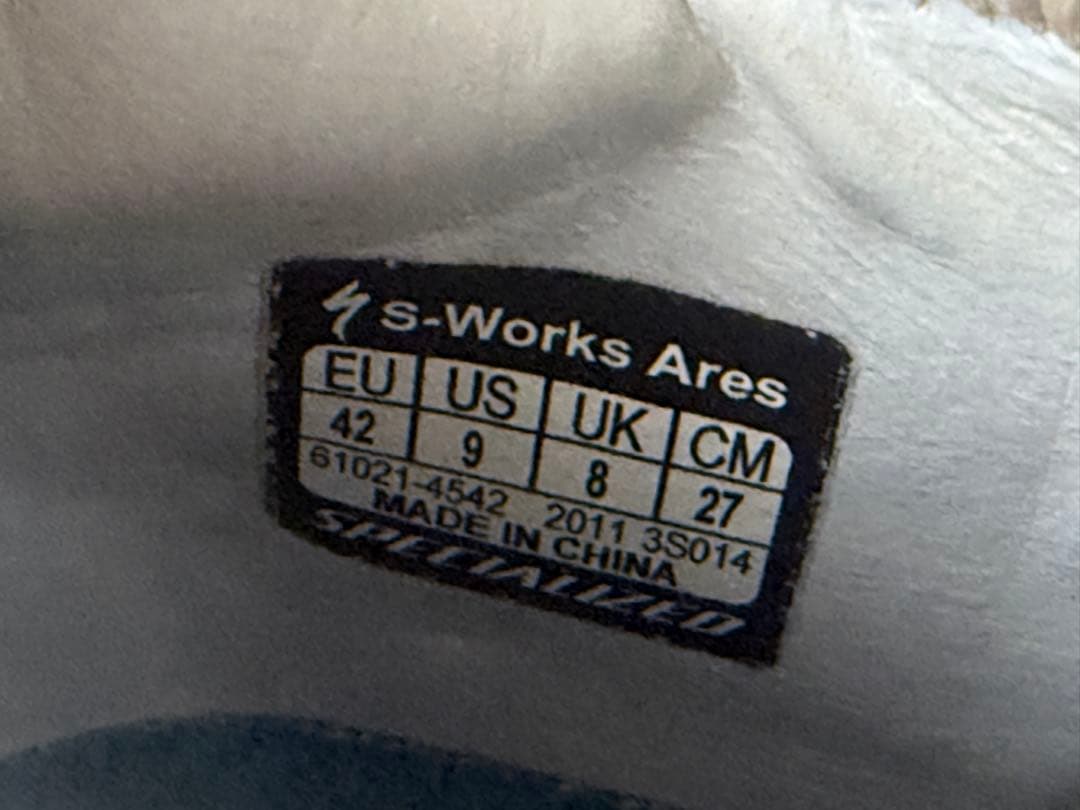 S-Works Ares
EU US UK CM
42 9 8 27
61021-4542 2011 3S014
MADE IN CHINA
SPECIALIZED